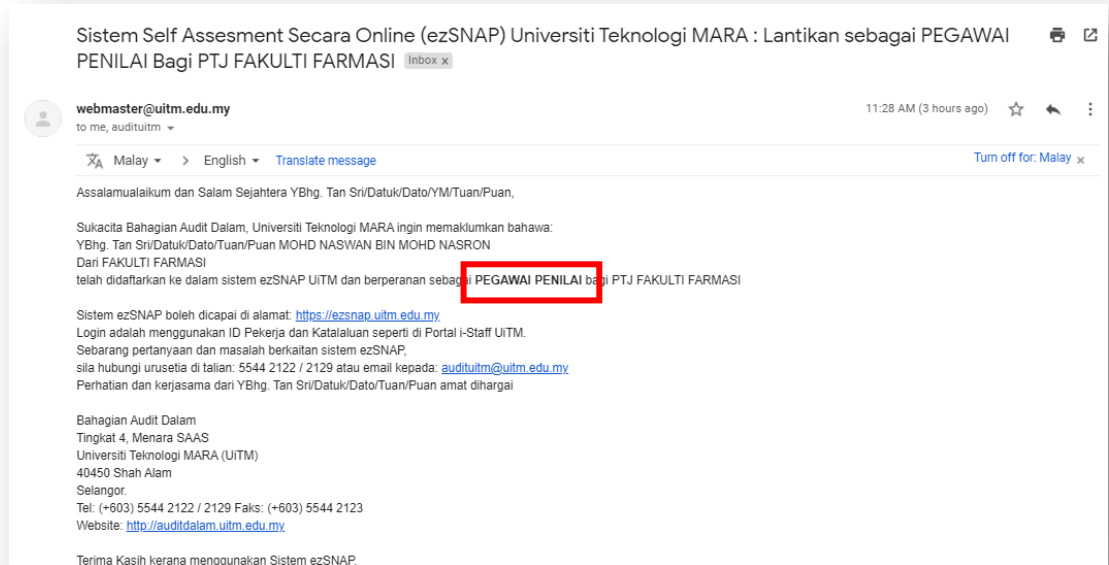 Sistem Self Assesment Secara Online (ezSNAP) Universiti Teknologi MARA : Lantikan sebagai PEGAWAI
PENILAI Bagi PTJ FAKULTI FARMASI Inbox x
webmaster@uitm.edu.my 11:28 AM (3 hours ago)
to me, audituitm
Malay > English Translate message Turn off for: Malay x
Assalamualaikum dan Salam Sejahtera YBhg. Tan Sri/Datuk/Dato/YM/Tuan/Puan,
Sukacita Bahagian Audit Dalam, Universiti Teknologi MARA ingin memaklumkan bahawa:
YBhg. Tan Sri/Datuk/Dato/Tuan/Puan MOHD NASWAN BIN MOHD NASRON
Dari FAKULTI FARMASI
telah didaftarkan ke dalam sistem ezSNAP UiTM dan berperanan sebagai PEGAWAI PENILAI bagi PTJ FAKULTI FARMASI
Sistem ezSNAP boleh dicapai di alamat: https://ezsnap.uitm.edu.my
Login adalah menggunakan ID Pekerja dan Katalaluan seperti di Portal i-Staff UiTM.
Sebarang pertanyaan dan masalah berkaitan sistem ezSNAP,
sila hubungi urusetia di talian: 5544 2122 / 2129 atau email kepada: audituitm@uitm.edu.my
Perhatian dan kerjasama dari YBhg. Tan Sri/Datuk/Dato/Tuan/Puan amat dihargai
Bahagian Audit Dalam
Tingkat 4, Menara SAAS
Universiti Teknologi MARA (UiTM)
40450 Shah Alam
Selangor.
Tel: (+603) 5544 2122 / 2129 Faks: (+603) 5544 2123
Website: http://auditdalam.uitm.edu.my
Terima Kasih kerana menggunakan Sistem ezSNAP.